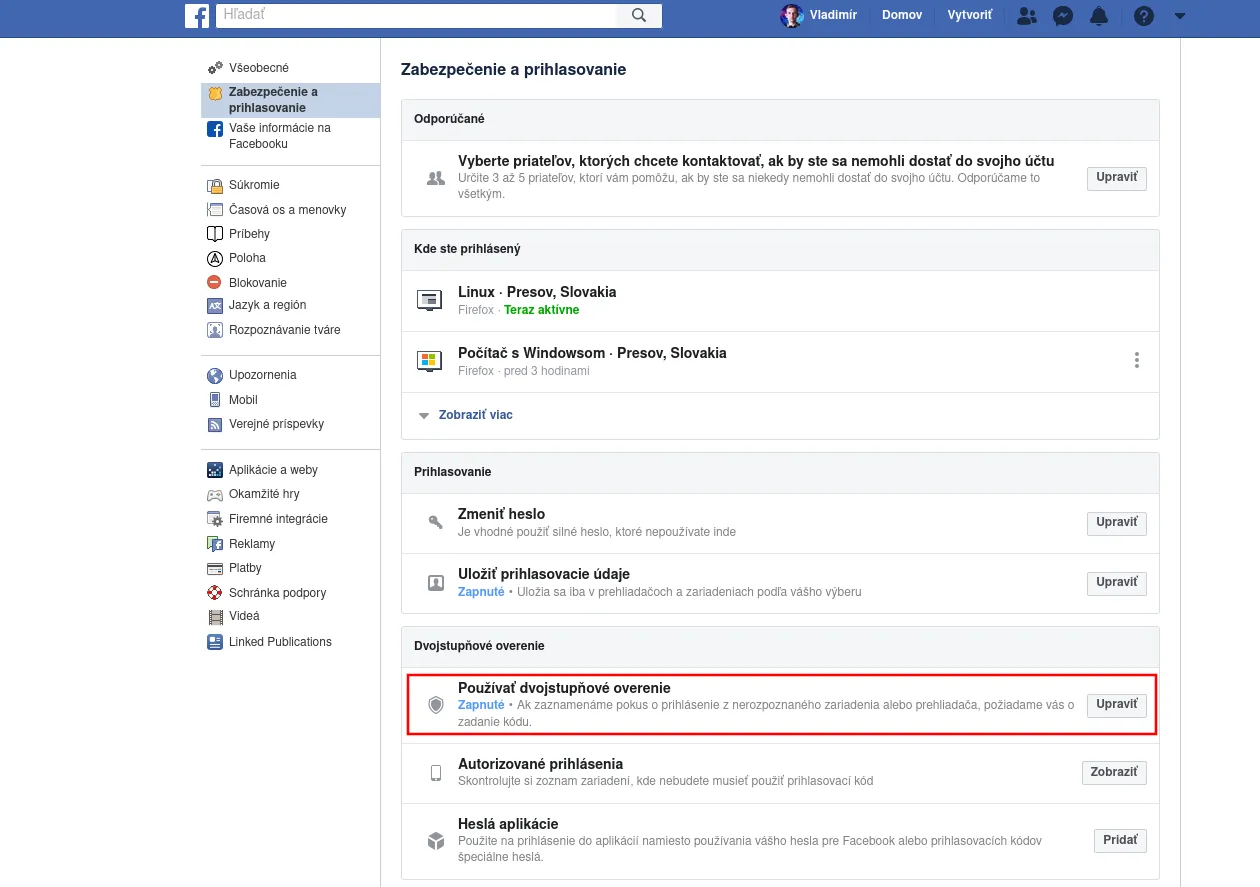 Hľadať
Vladimír
Domov
Vytvoriť
Všeobecné
Zabezpečenie a
prihlasovanie
Vaše informácie na
Facebooku
Súkromie
Časová os a menovky
Príbehy
Poloha
Blokovanie
Jazyk a región
Rozpoznávanie tváre
Upozornenia
Mobil
Verejné príspevky
Aplikácie a weby
Okamžité hry
Firemné integrácie
Reklamy
Platby
Schránka podpory
Videá
Linked Publications
Zabezpečenie a prihlasovanie
Odporúčané
Vyberte priateľov, ktorých chcete kontaktovať, ak by ste sa nemohli dostať do svojho účtu
Určite 3 až 5 priateľov, ktorí vám pomôžu, ak by ste sa niekedy nemohli dostať do svojho účtu. Odporúčame to
všetkým.
Upraviť
Kde ste prihlásený
Linux · Presov, Slovakia
Firefox · Teraz aktívne
Počítač s Windowsom · Presov, Slovakia
Firefox · pred 3 hodinami
Zobraziť viac
Prihlasovanie
Zmeniť heslo
Je vhodné použiť silné heslo, ktoré nepoužívate inde
Upraviť
Uložiť prihlasovacie údaje
Zapnuté • Uložia sa iba v prehliadačoch a zariadeniach podľa vášho výberu
Upraviť
Dvojstupňové overenie
Používať dvojstupňové overenie
Zapnuté • Ak zaznamenáme pokus o prihlásenie z nerozpoznaného zariadenia alebo prehliadača, požiadame vás o
zadanie kódu.
Upraviť
Autorizované prihlásenia
Skontrolujte si zoznam zariadení, kde nebudete musieť použiť prihlasovací kód
Zobraziť
Heslá aplikácie
Použite na prihlásenie do aplikácií namiesto používania vášho hesla pre Facebook alebo prihlasovacích kódov
špeciálne heslá.
Pridať